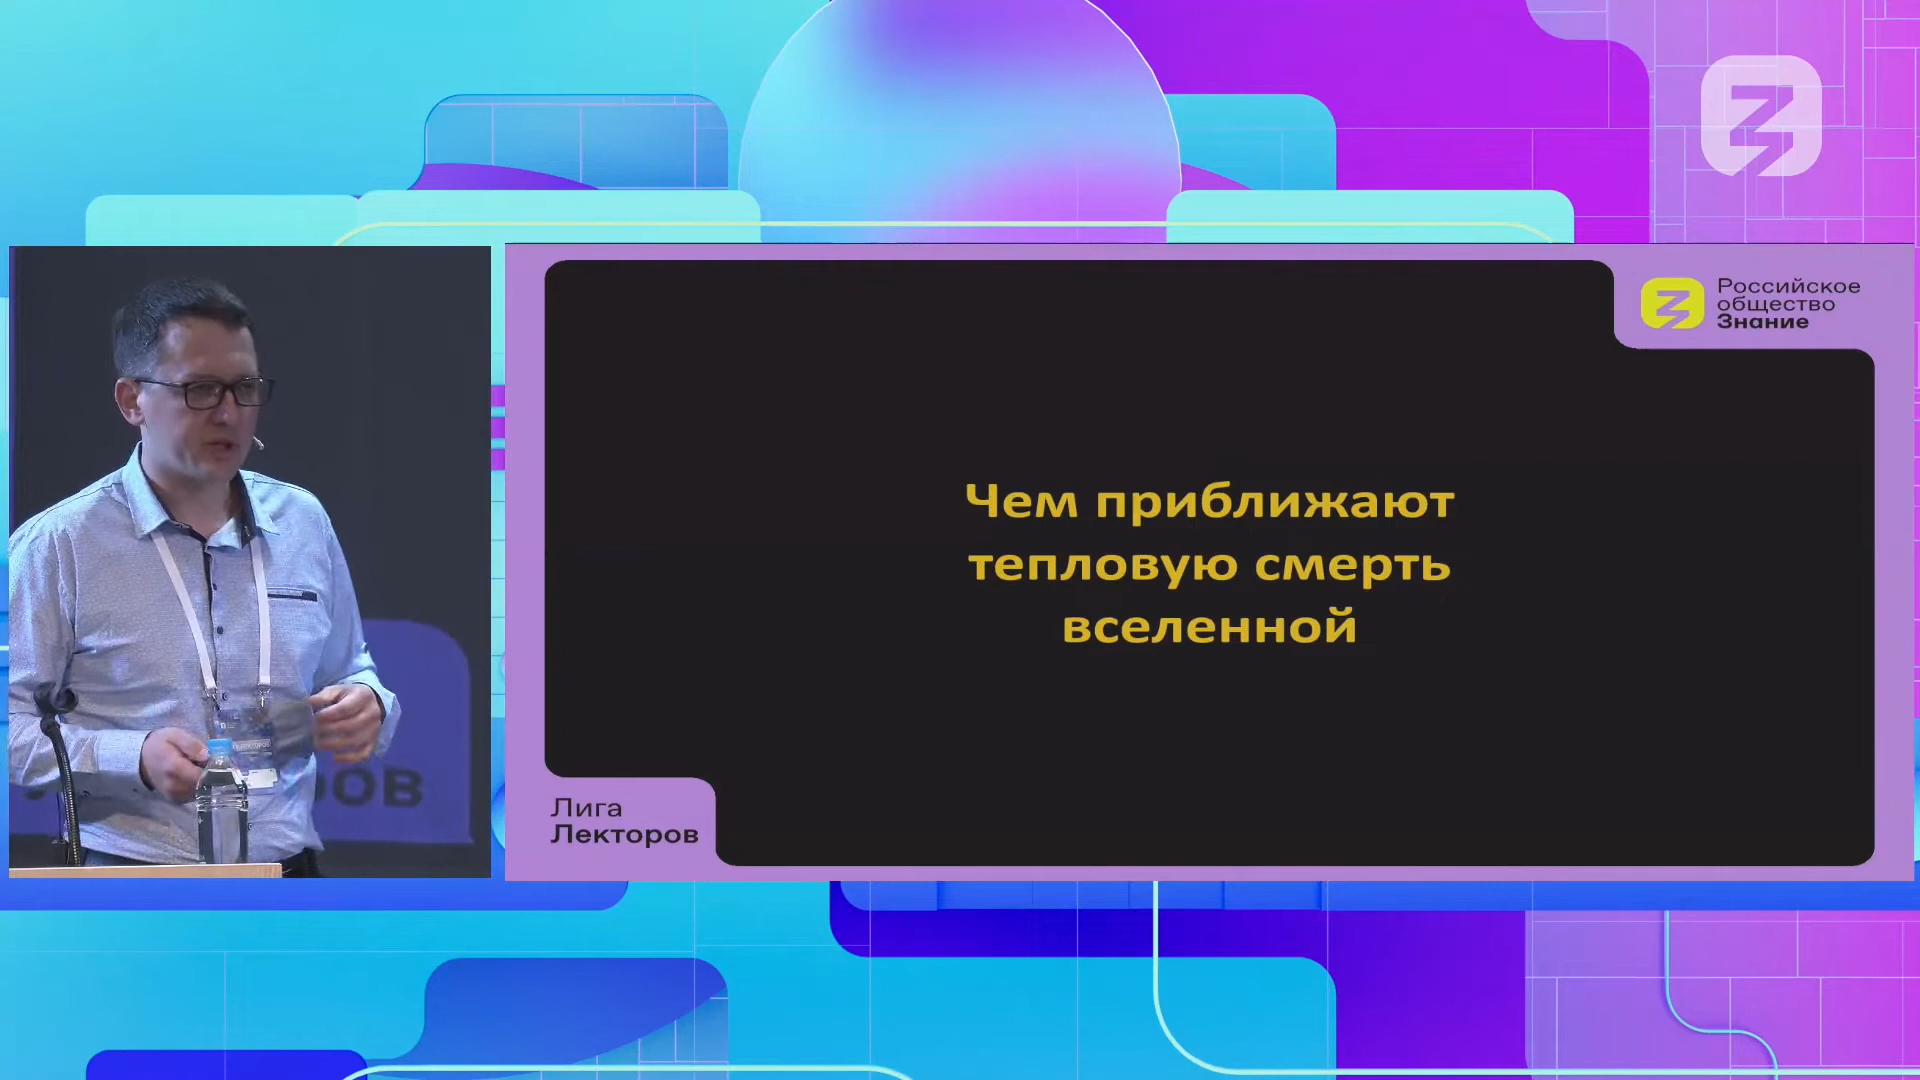 Российское
общество
Знание
Чем приближают
тепловую смерть
вселенной
Лига
Лекторов